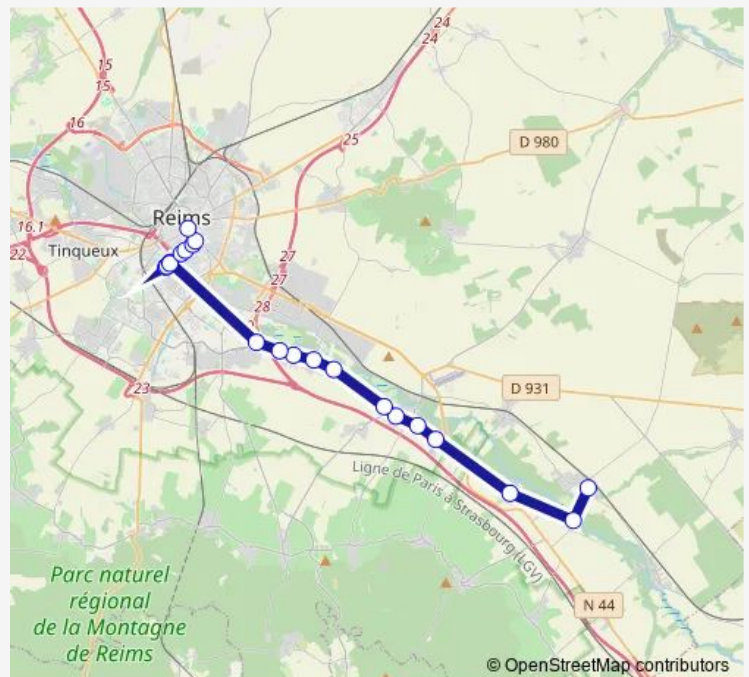 24
24
15
15
16
25
D 980
16.1
Reims
22
Tinqueux
27
27
28
2
23
D 931
Ligne de Paris à Strasbourg (LGV)
Parc naturel
régional
de la Montagne
de Reims
N 44
© OpenStreetMap contributors